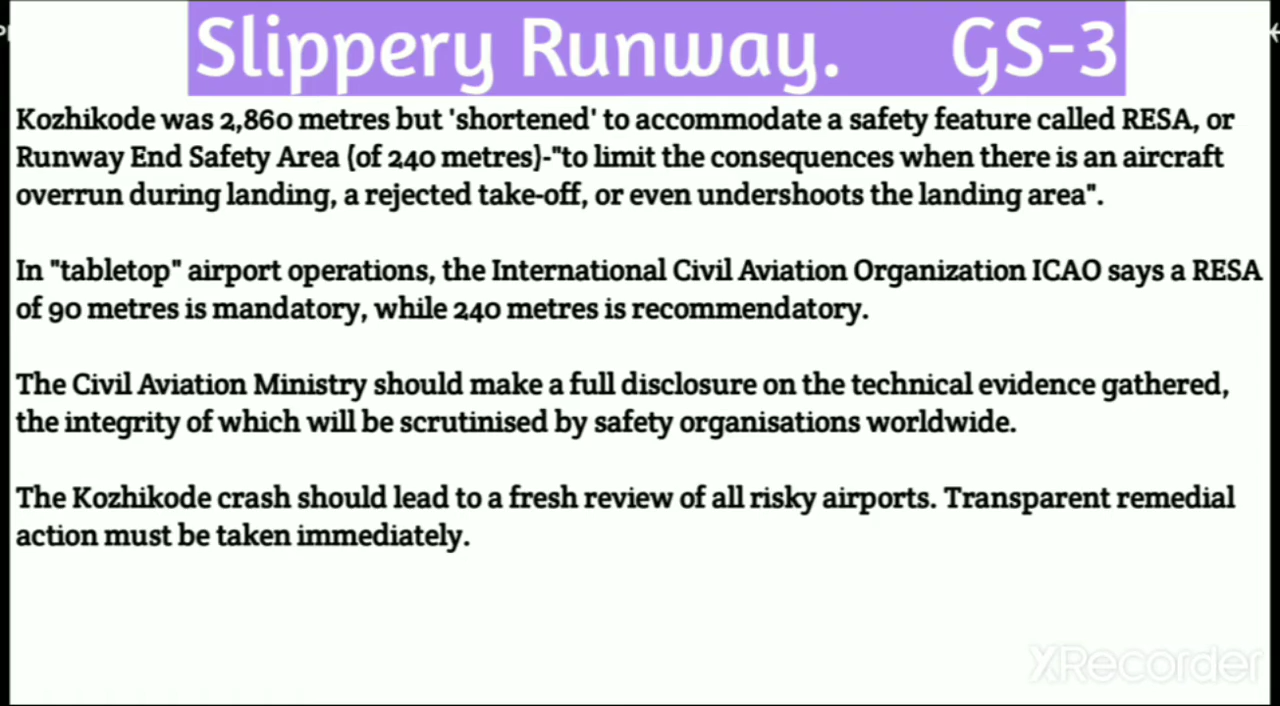 Slippery Runway. GS-3
Kozhikode was 2,860 metres but 'shortened' to accommodate a safety feature called RESA, or
Runway End Safety Area (of 240 metres)-"to limit the consequences when there is an aircraft
overrun during landing, a rejected take-off, or even undershoots the landing area".
In "tabletop" airport operations, the International Civil Aviation Organization ICAO says a RESA
of 90 metres is mandatory, while 240 metres is recommendatory.
The Civil Aviation Ministry should make a full disclosure on the technical evidence gathered,
the integrity of which will be scrutinised by safety organisations worldwide.
The Kozhikode crash should lead to a fresh review of all risky airports. Transparent remedial
action must be taken immediately.
XRecorder